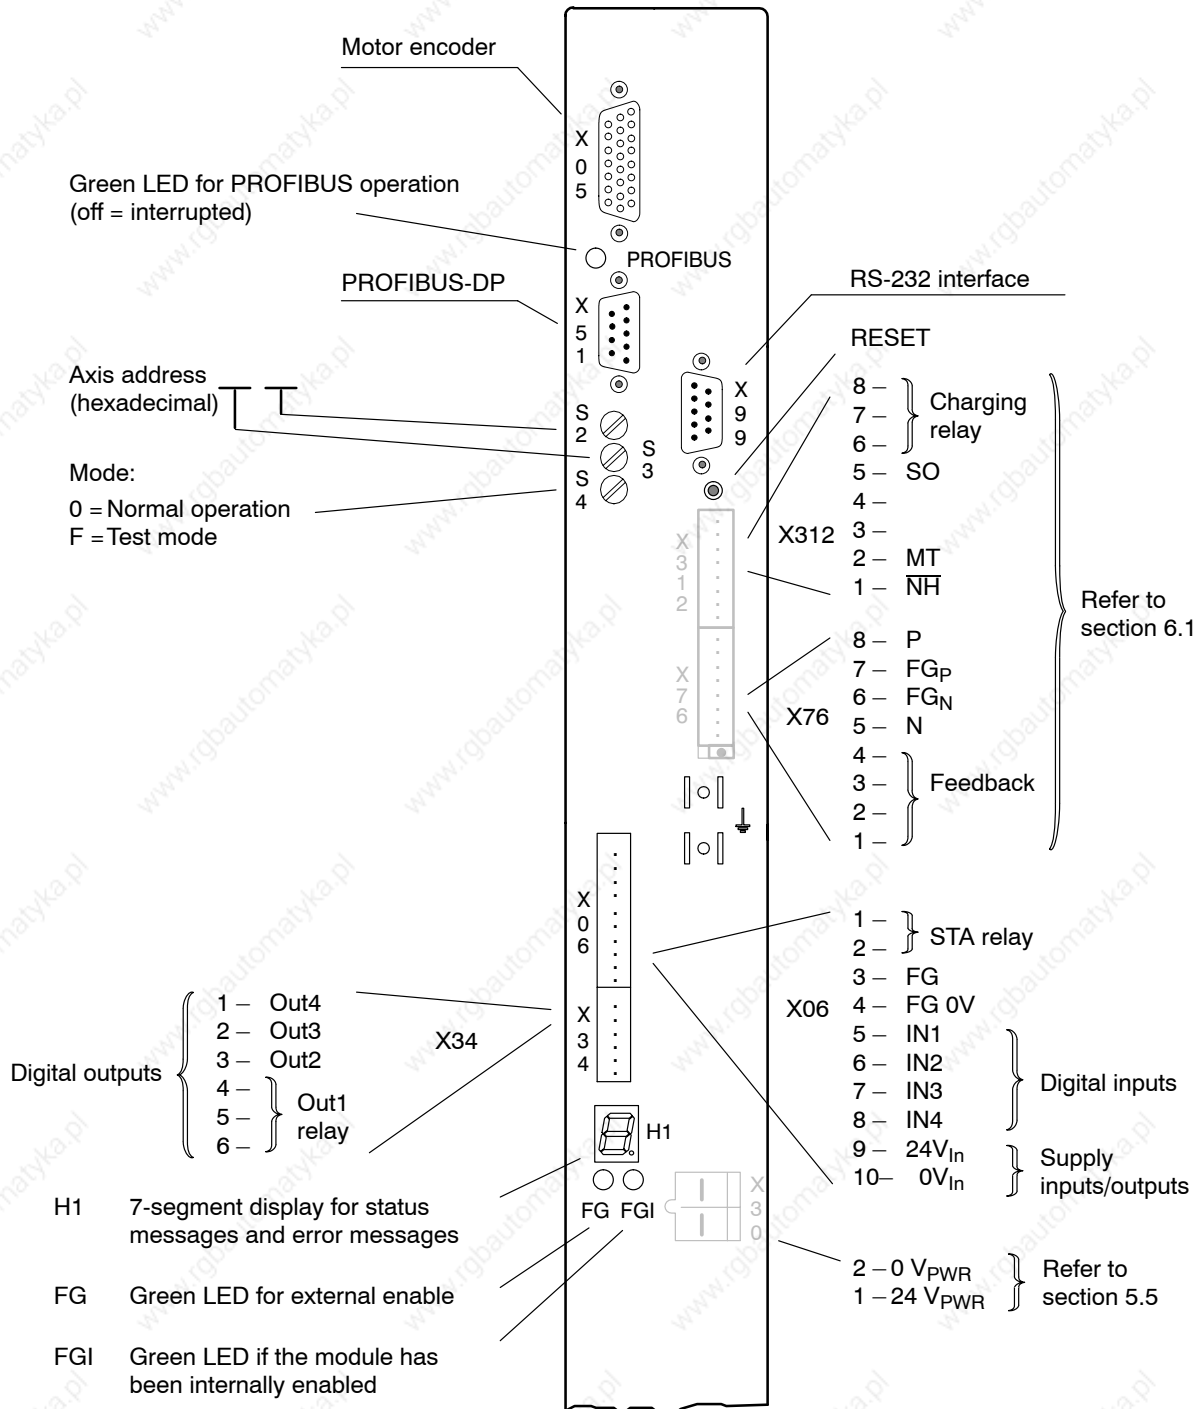 Motor encoder
X
0
5
Green LED for PROFIBUS operation
(off = interrupted)
PROFIBUS
PROFIBUS-DP
X
5
1
RS-232 interface
X
9
9
RESET
Axis address
(hexadecimal)
S
2
S
3
S
4
Mode:
0 = Normal operation
F = Test mode
X
3
1
2
X312
8 –
7 –
6 –
Charging
relay
5 – SO
4 –
3 –
2 – MT
1 – N̅H̅
Refer to
section 6.1
X
7
6
X76
8 – P
7 – FGP
6 – FGN
5 – N
4 –
3 –
2 –
1 –
Feedback
X
0
6
X06
1 –
2 –
STA relay
3 – FG
4 – FG 0V
5 – IN1
6 – IN2
7 – IN3
8 – IN4
Digital inputs
9 – 24VIn
10– 0VIn
Supply
inputs/outputs
X
3
4
X34
Digital outputs
1 – Out4
2 – Out3
3 – Out2
4 –
5 –
6 –
Out1
relay
H1
FG FGI
X
3
0
2 – 0 VPWR
1 – 24 VPWR
Refer to
section 5.5
H1 7-segment display for status
messages and error messages
FG Green LED for external enable
FGI Green LED if the module has
been internally enabled
www.rgbautomatyka.pl